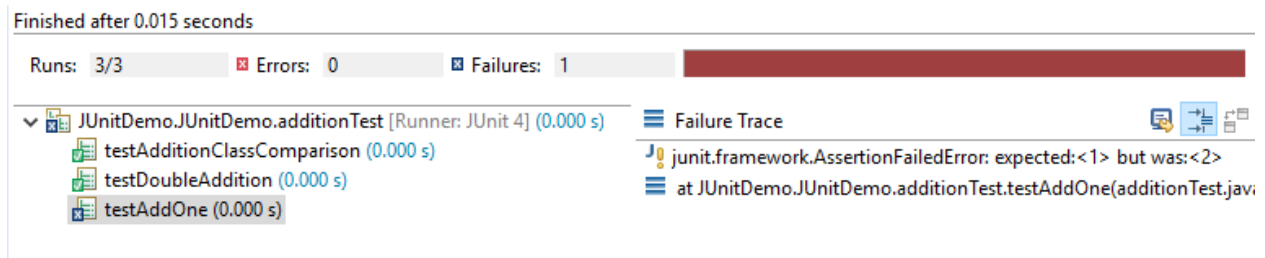 Finished after 0.015 seconds
Runs: 3/3 Errors: 0 Failures: 1
JUnitDemo.JUnitDemo.additionTest [Runner: JUnit 4] (0.000 s)
testAdditionClassComparison (0.000 s)
testDoubleAddition (0.000 s)
testAddOne (0.000 s)
Failure Trace
junit.framework.AssertionFailedError: expected:<1> but was:<2>
at JUnitDemo.JUnitDemo.additionTest.testAddOne(additionTest.java